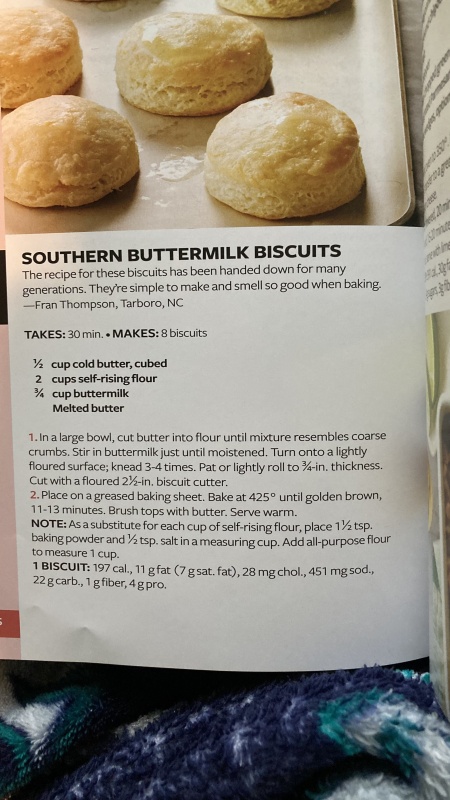 SOUTHERN BUTTERMILK BISCUITS
The recipe for these biscuits has been handed down for many
generations. They're simple to make and smell so good when baking.
—Fran Thompson, Tarboro, NC
TAKES: 30 min. • MAKES: 8 biscuits
½ cup cold butter, cubed
2 cups self-rising flour
¾ cup buttermilk
Melted butter
1. In a large bowl, cut butter into flour until mixture resembles coarse
crumbs. Stir in buttermilk just until moistened. Turn onto a lightly
floured surface; knead 3-4 times. Pat or lightly roll to ¾-in. thickness.
Cut with a floured 2½-in. biscuit cutter.
2. Place on a greased baking sheet. Bake at 425° until golden brown,
11-13 minutes. Brush tops with butter. Serve warm.
NOTE: As a substitute for each cup of self-rising flour, place 1½ tsp.
baking powder and ½ tsp. salt in a measuring cup. Add all-purpose flour
to measure 1 cup.
1 BISCUIT: 197 cal., 11 g fat (7 g sat. fat), 28 mg chol., 451 mg sod.,
22 g carb., 1 g fiber, 4 g pro.